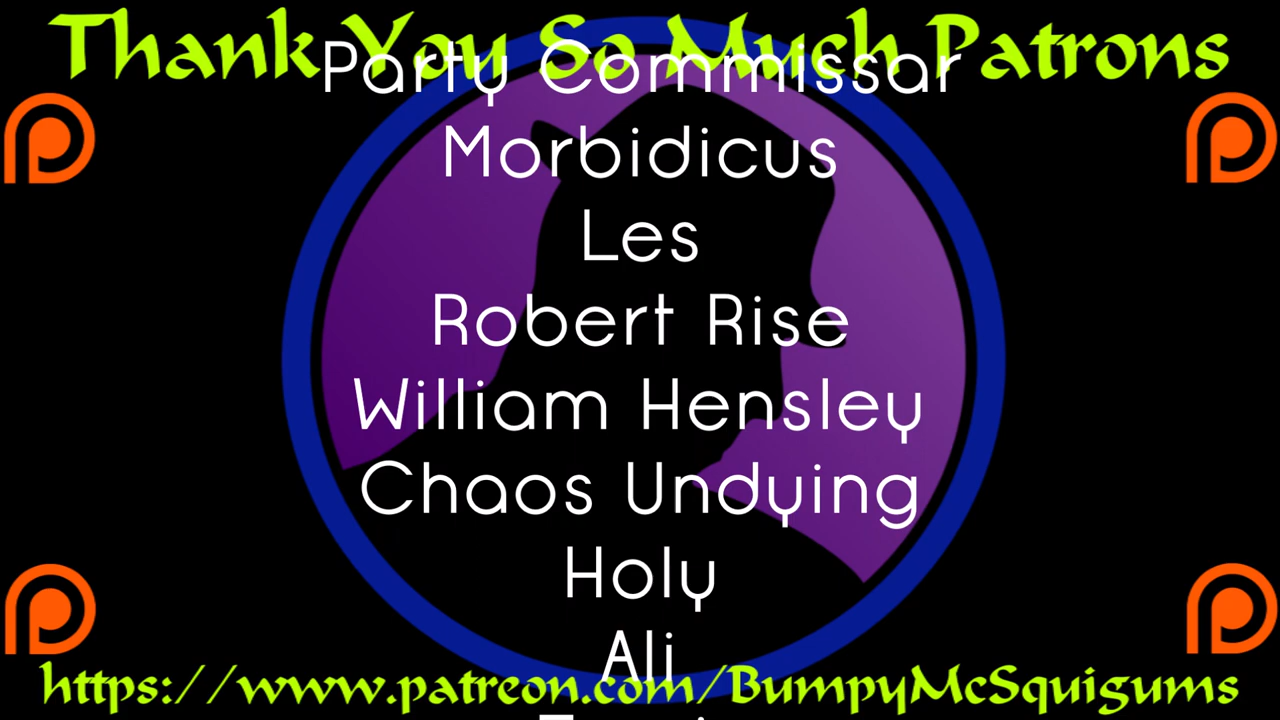 Thank You So Much Patrons
Party Commissar
Morbidicus
Les
Robert Rise
William Hensley
Chaos Undying
Holy
Ali
https://www.patreon.com/BumpyMcSquigums